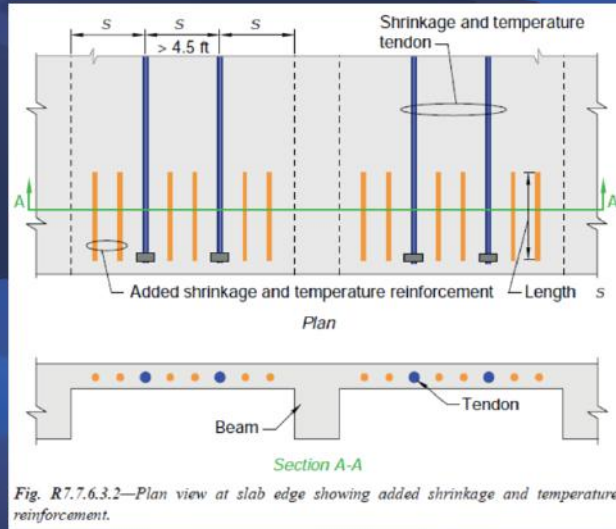 s
s
s
> 4.5 ft
Shrinkage and temperature
tendon
A
A
Added shrinkage and temperature reinforcement
Length
s
Plan
Beam
Tendon
Section A-A
Fig. R7.7.6.3.2—Plan view at slab edge showing added shrinkage and temperature
reinforcement.